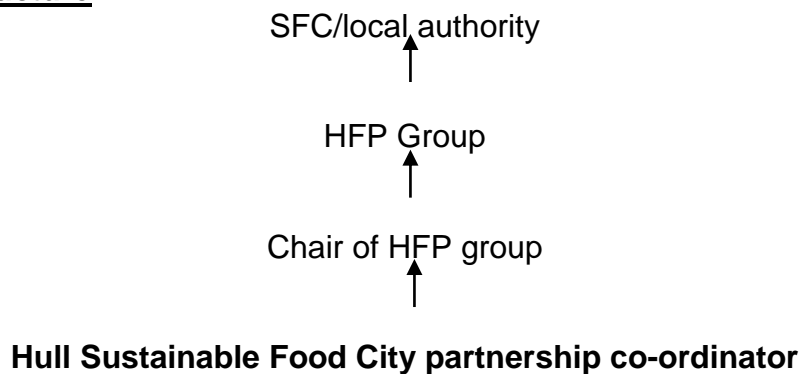 SFC/local authority
HFP Group
Chair of HFP group
Hull Sustainable Food City partnership co-ordinator